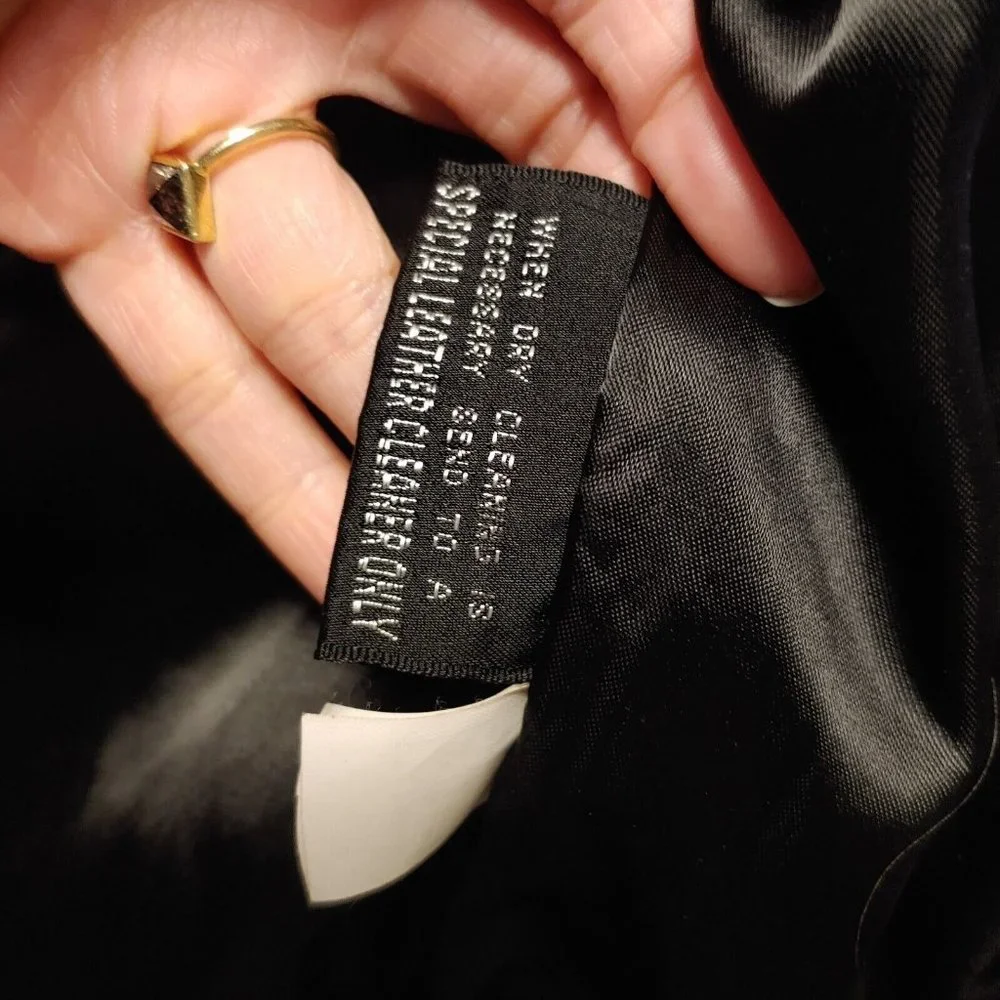 WHEN DRY CLEANING IS
NECESSARY SEND TO A
SPECIAL LEATHER CLEANER ONLY